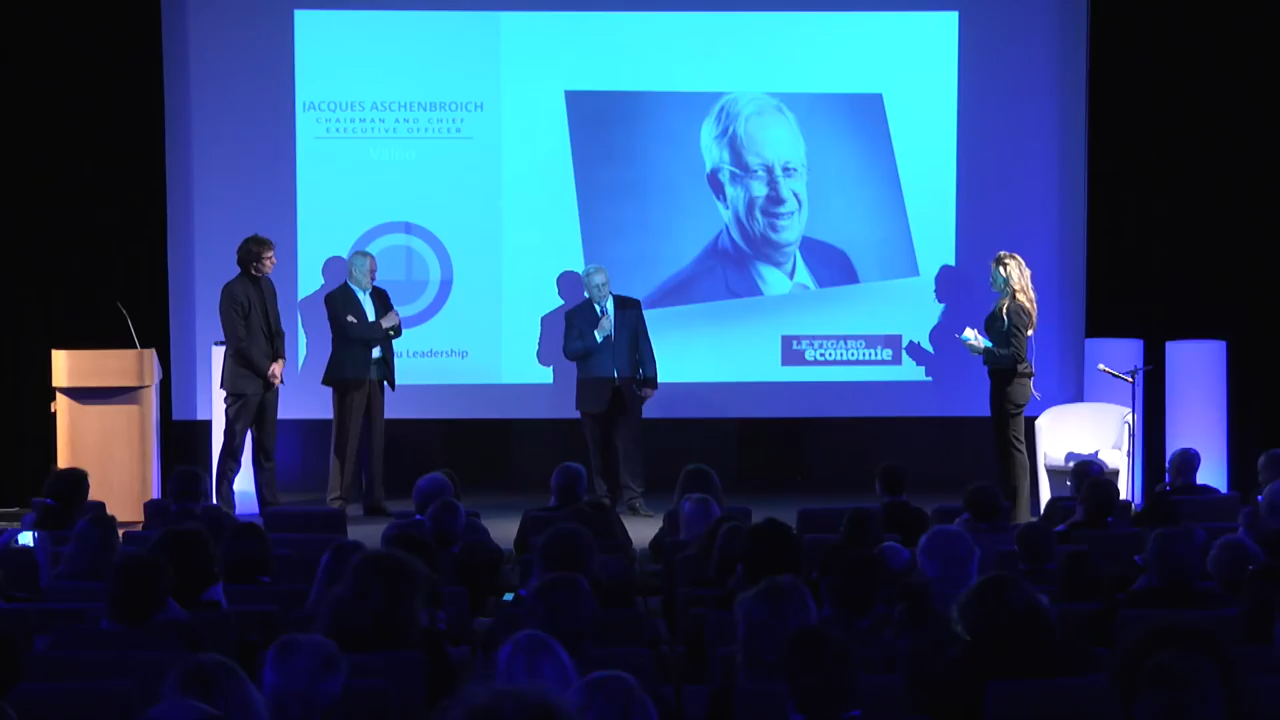 JACQUES ASCHENBROICH
CHAIRMAN AND CHIEF
EXECUTIVE OFFICER
Valeo
u Leadership
LE FIGARO
économie